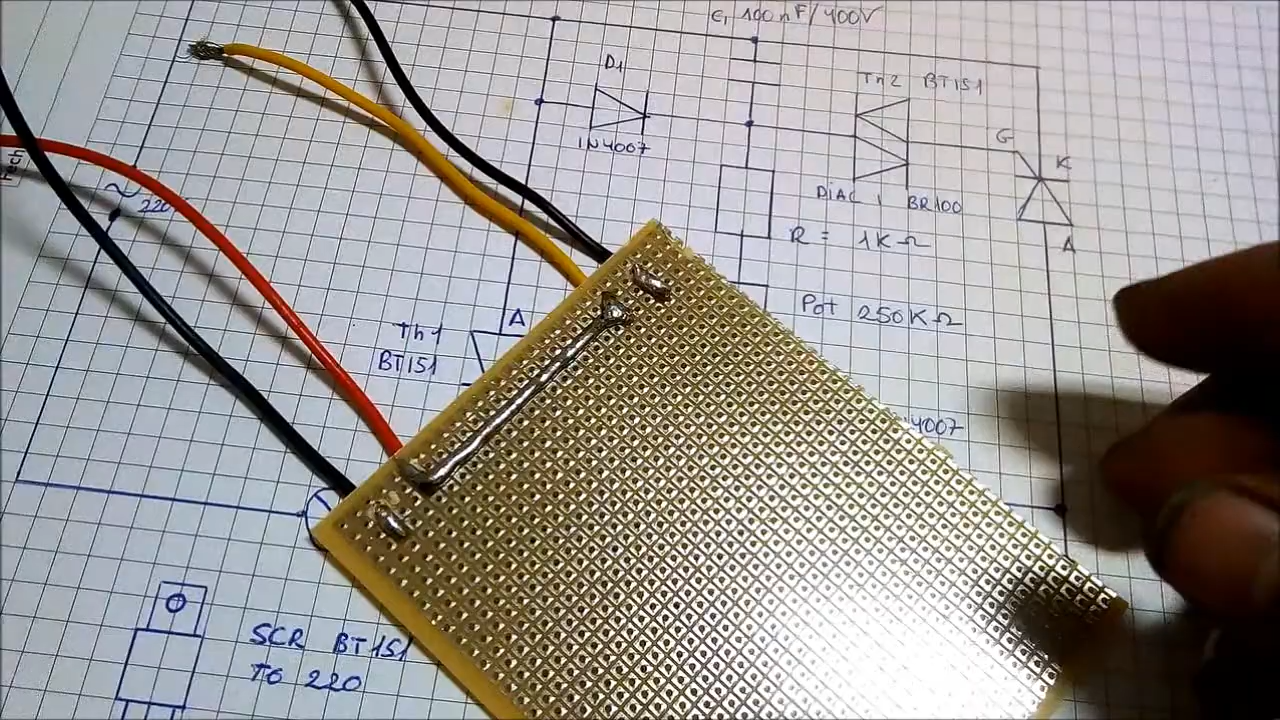 C1 100nF/400V
D1
1N4007
Th2 BT151
G
K
DiAC BR100
A
R = 1KΩ
220
Pot 250KΩ
Th1
BT151
A
4007
SCR BT151
TO 220
tech